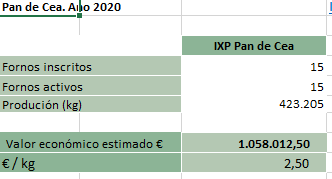 Pan de Cea. Ano 2020
IXP Pan de Cea
Fornos inscritos 15
Fornos activos 15
Produción (kg) 423.205
Valor económico estimado € 1.058.012,50
€ / kg 2,50